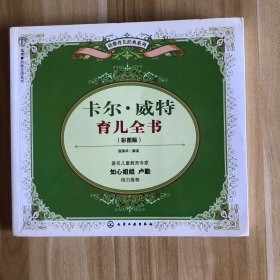 卡尔·威特
育儿全书
（彩图版）
著名儿童教育专家
知心姐姐 卢勤
倾力推荐
化学工业出版社